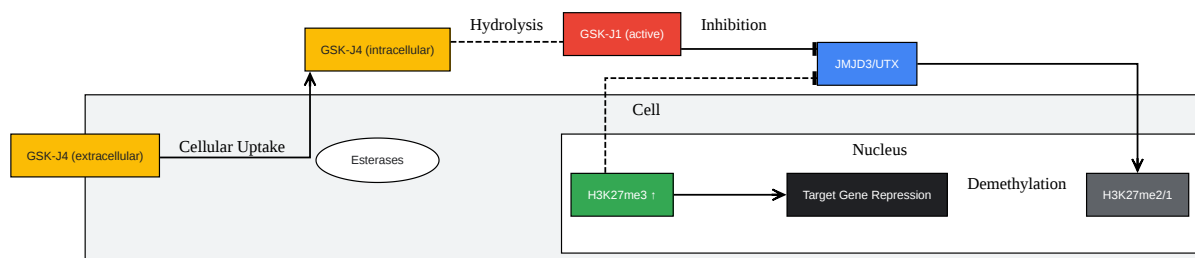 Hydrolysis
GSK-J1 (active)
Inhibition
GSK-J4 (intracellular)
JMJD3/UTX
Cell
Cellular Uptake
GSK-J4 (extracellular)
Esterases
Nucleus
H3K27me3 ↑
Target Gene Repression
Demethylation
H3K27me2/1